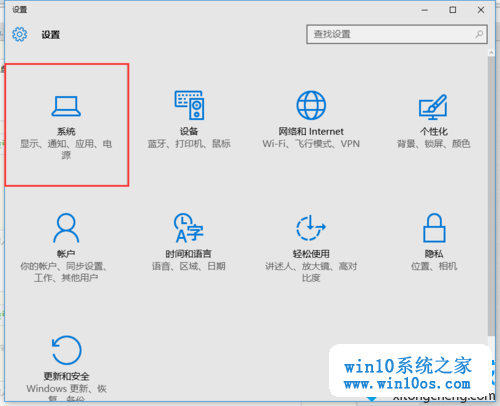 设置
设置
查找设置
系统
显示、通知、应用、电
源
设备
蓝牙、打印机、鼠标
网络和 Internet
Wi-Fi、飞行模式、VPN
个性化
背景、锁屏、颜色
帐户
你的帐户、同步设置、
工作、其他用户
时间和语言
语音、区域、日期
轻松使用
讲述人、放大镜、高对
比度
隐私
位置、相机
更新和安全
Windows 更新、恢
复、备份
win10系统之家
www.win10os.com